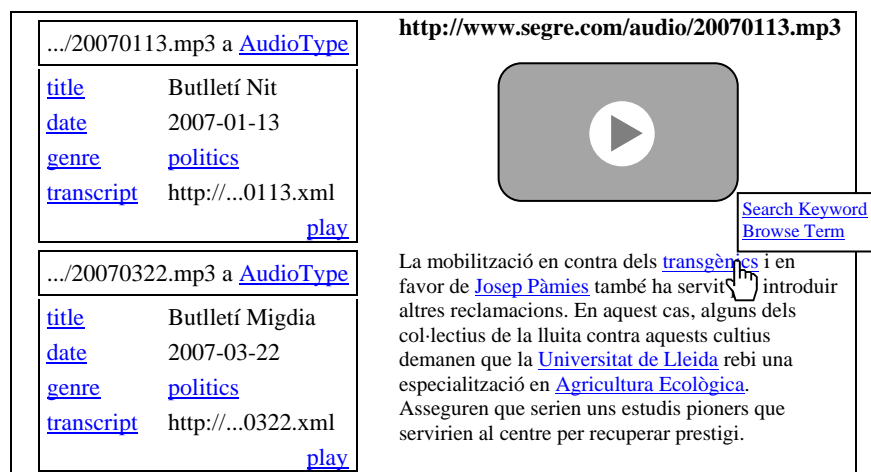 .../20070113.mp3 a AudioType
title Butlletí Nit
date 2007-01-13
genre politics
transcript http://...0113.xml
play
.../20070322.mp3 a AudioType
title Butlletí Migdia
date 2007-03-22
genre politics
transcript http://...0322.xml
play
http://www.segre.com/audio/20070113.mp3
Search Keyword
Browse Term
La mobilització en contra dels transgènics i en
favor de Josep Pàmies també ha servit introduir
altres reclamacions. En aquest cas, alguns dels
col·lectius de la lluita contra aquests cultius
demanen que la Universitat de Lleida rebi una
especialització en Agricultura Ecològica.
Asseguren que serien uns estudis pioners que
servirien al centre per recuperar prestigi.